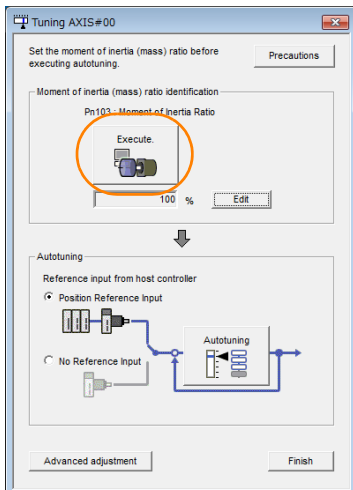 Tuning AXIS#00
Set the moment of inertia (mass) ratio before
executing autotuning.
Precautions
Moment of inertia (mass) ratio identification
Pn103 : Moment of Inertia Ratio
Execute.
100 % Edit
Autotuning
Reference input from host controller
Position Reference Input
Autotuning
No Reference Input
Advanced adjustment
Finish